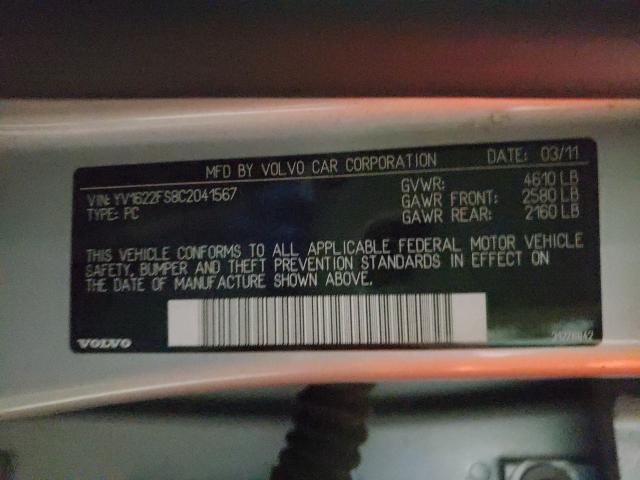 MFD BY VOLVO CAR CORPORATION DATE: 03/11
VIN: YV1622FS8C2041567 GVWR: 4610 LB
TYPE: PC GAWR FRONT: 2580 LB
GAWR REAR: 2160 LB
THIS VEHICLE CONFORMS TO ALL APPLICABLE FEDERAL MOTOR VEHICLE
SAFETY, BUMPER AND THEFT PREVENTION STANDARDS IN EFFECT ON
THE DATE OF MANUFACTURE SHOWN ABOVE.
VOLVO